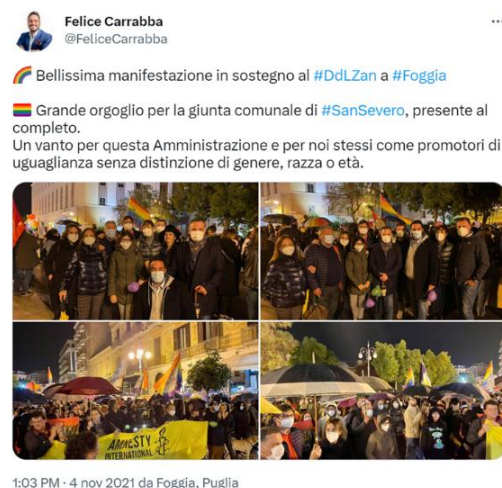 Felice Carrabba
@FeliceCarrabba
Bellissima manifestazione in sostegno al #DdLZan a #Foggia
Grande orgoglio per la giunta comunale di #SanSevero, presente al
completo.
Un vanto per questa Amministrazione e per noi stessi come promotori di
uguaglianza senza distinzione di genere, razza o età.
AMNESTY
INTERNATIONAL
1:03 PM · 4 nov 2021 da Foggia, Puglia